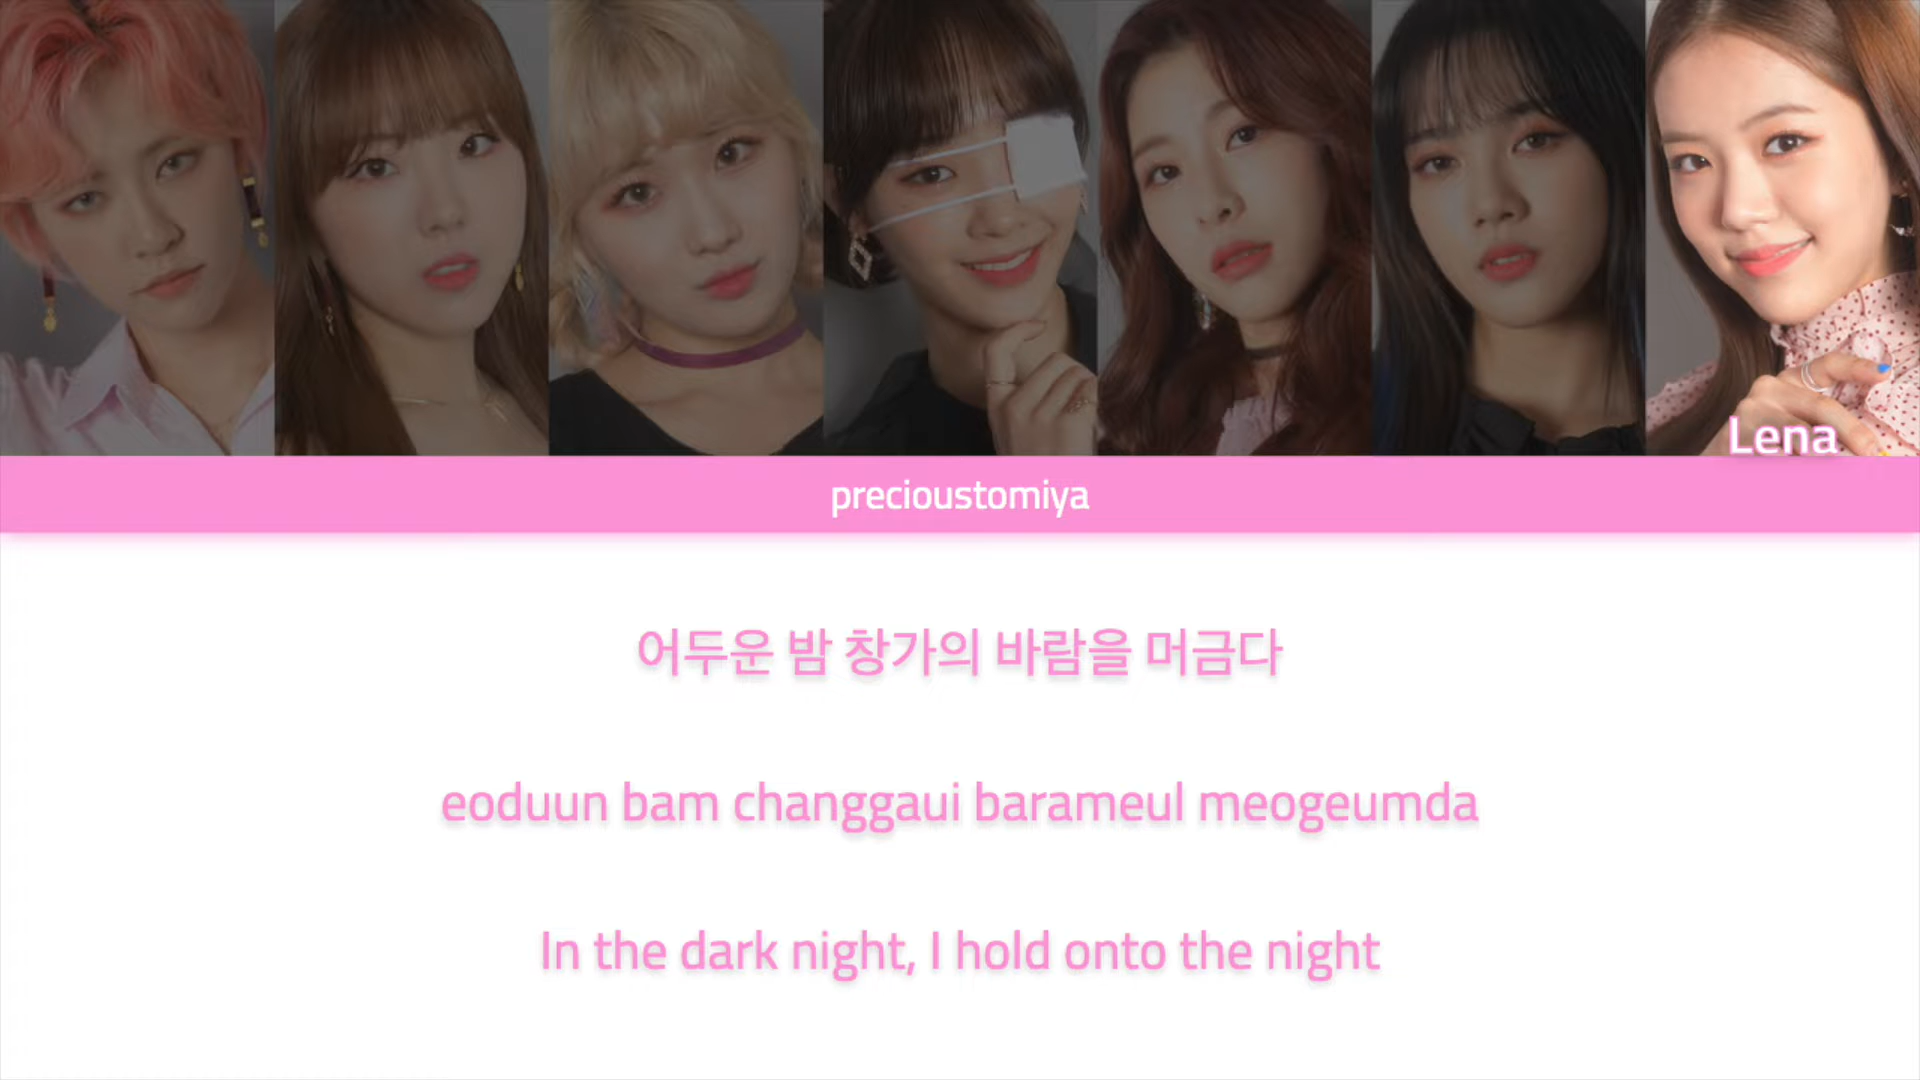 Lena
precioustomiya
어두운 밤 창가의 바람을 머금다
eoduun bam changgaui barameul meogeumda
In the dark night, I hold onto the night